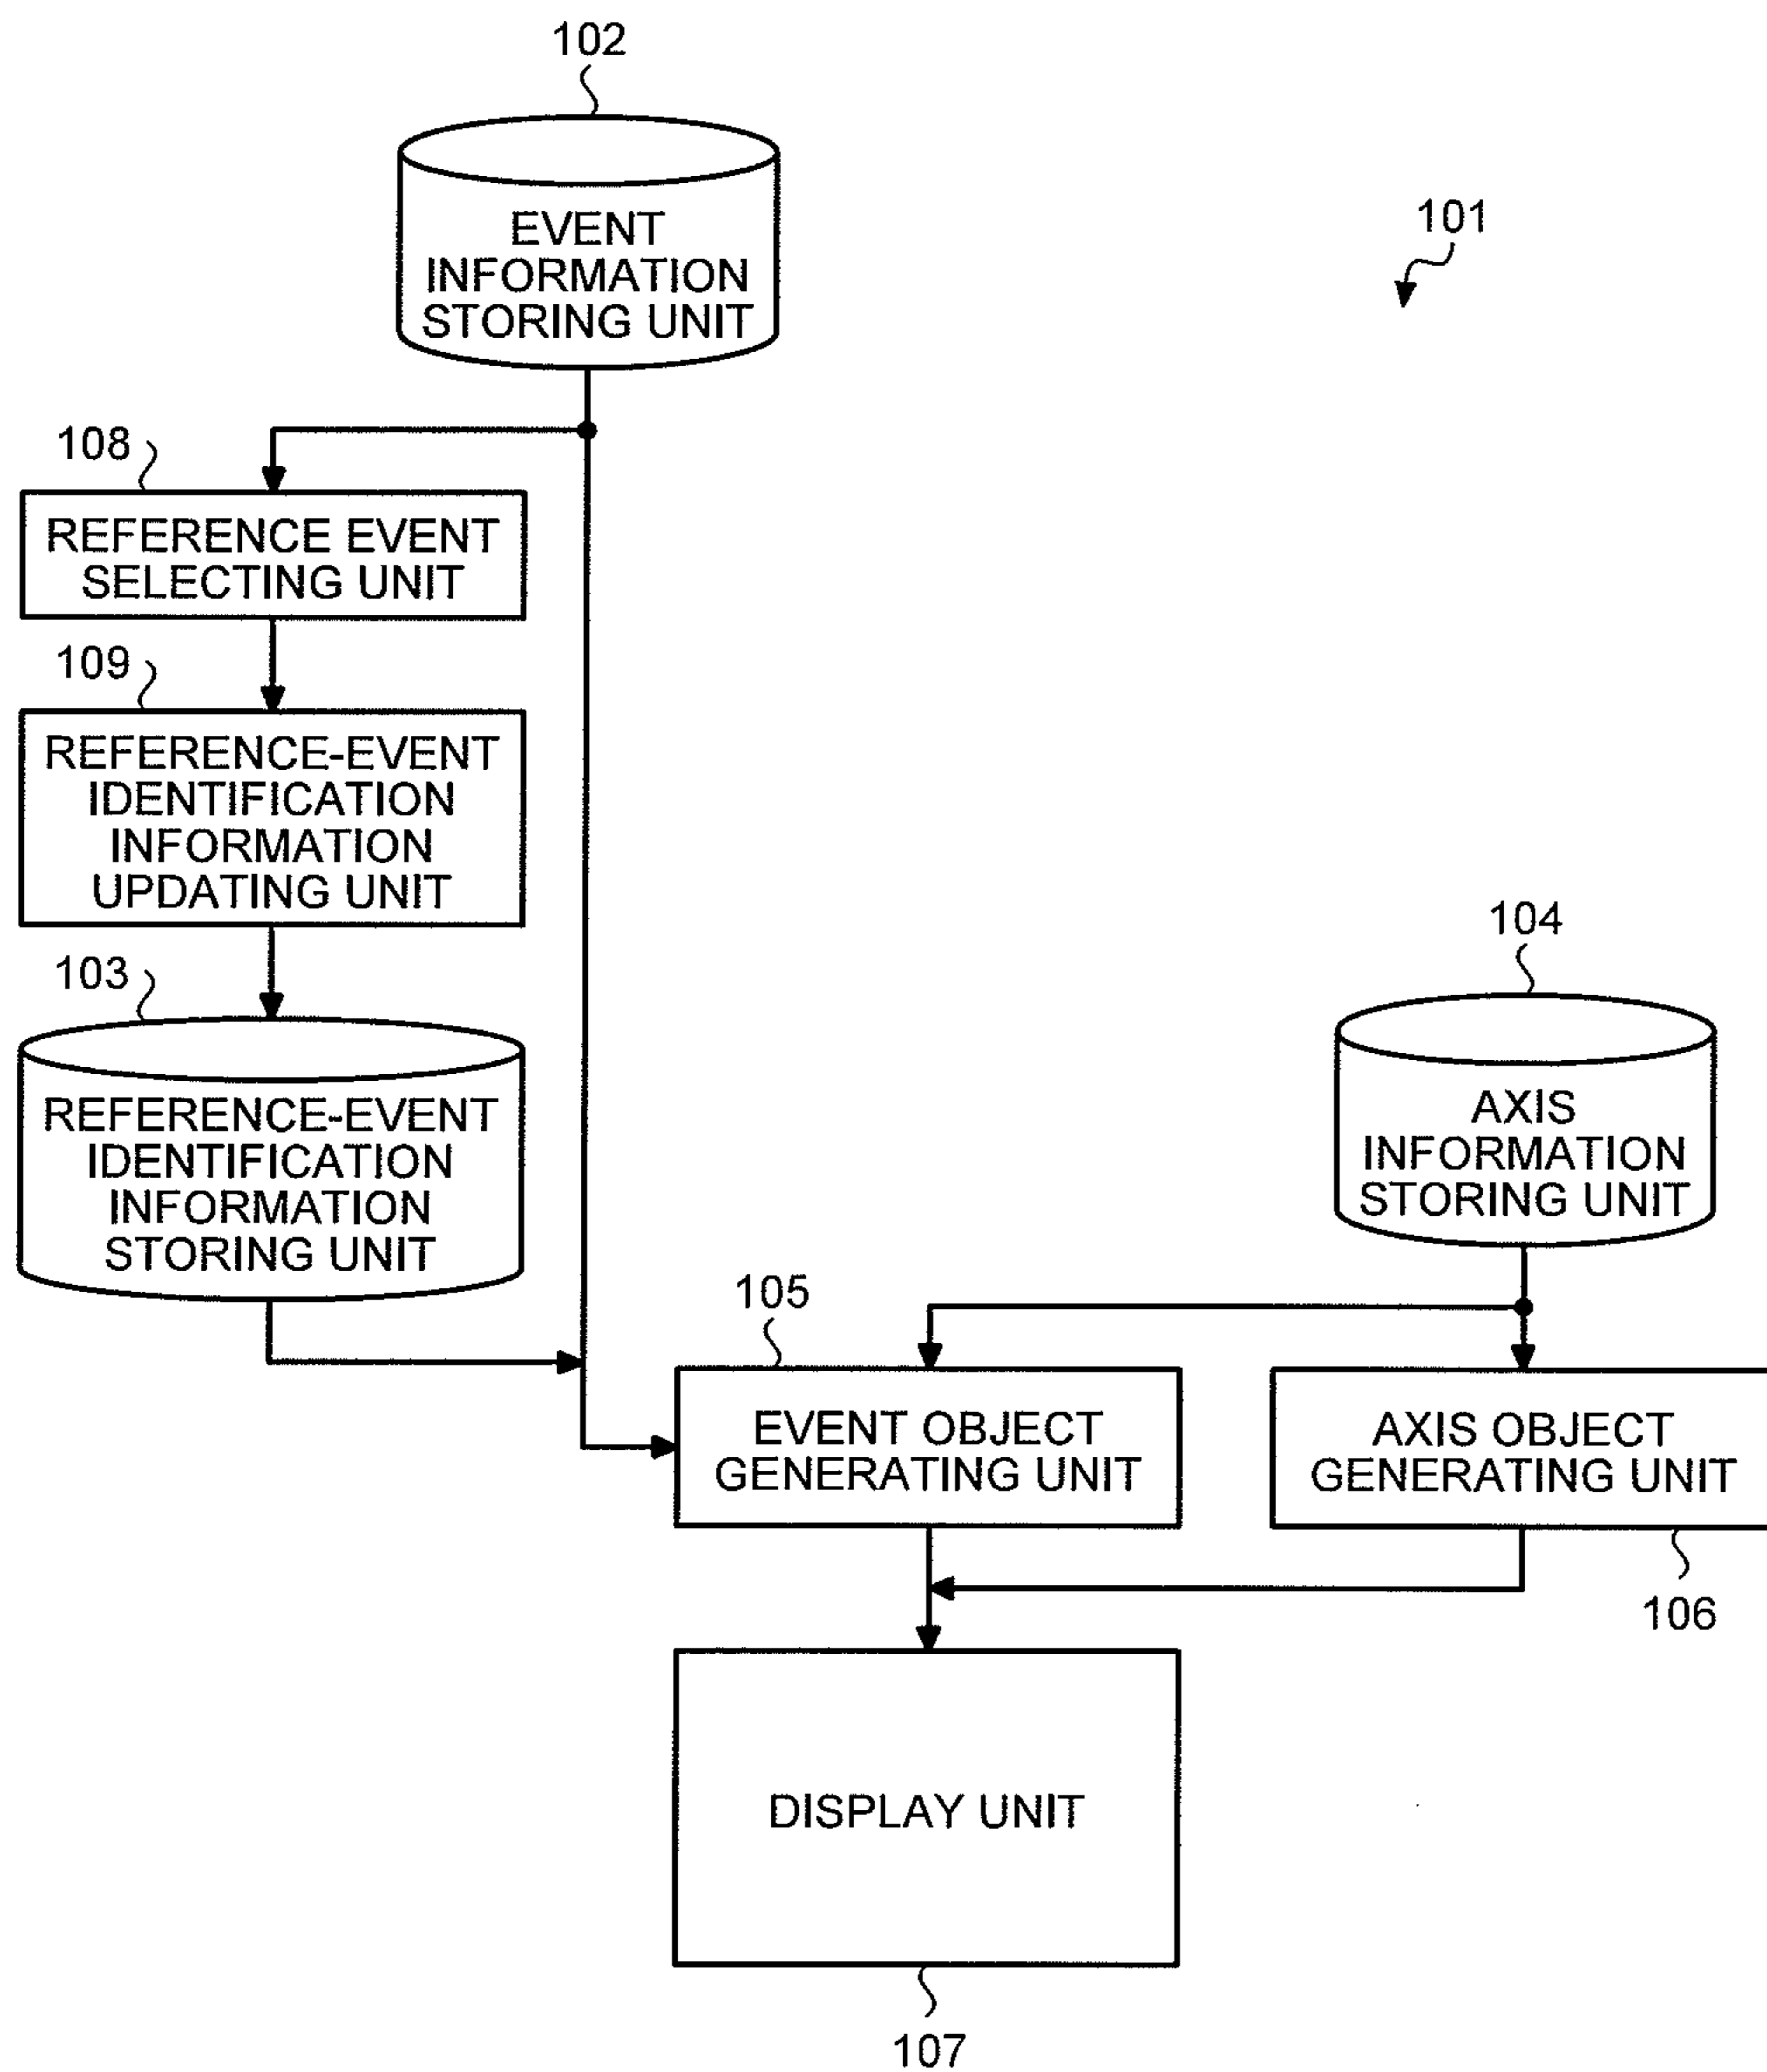 102
EVENT
INFORMATION
STORING UNIT
101
108
REFERENCE EVENT
SELECTING UNIT
109
REFERENCE-EVENT
IDENTIFICATION
INFORMATION
UPDATING UNIT
103
REFERENCE-EVENT
IDENTIFICATION
INFORMATION
STORING UNIT
104
AXIS
INFORMATION
STORING UNIT
105
EVENT OBJECT
GENERATING UNIT
AXIS OBJECT
GENERATING UNIT
106
DISPLAY UNIT
107